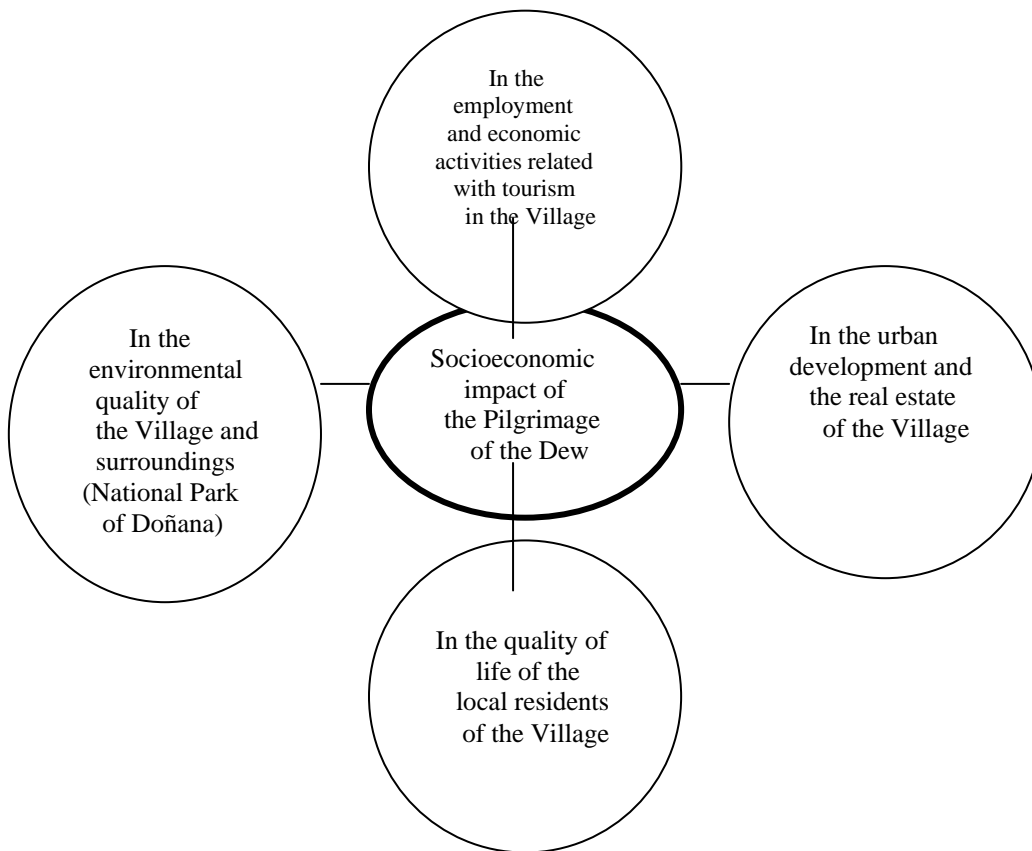 In the
employment
and economic
activities related
with tourism
in the Village
In the
environmental
quality of
the Village and
surroundings
(National Park
of Doñana)
Socioeconomic
impact of
the Pilgrimage
of the Dew
In the urban
development and
the real estate
of the Village
In the quality of
life of the
local residents
of the Village